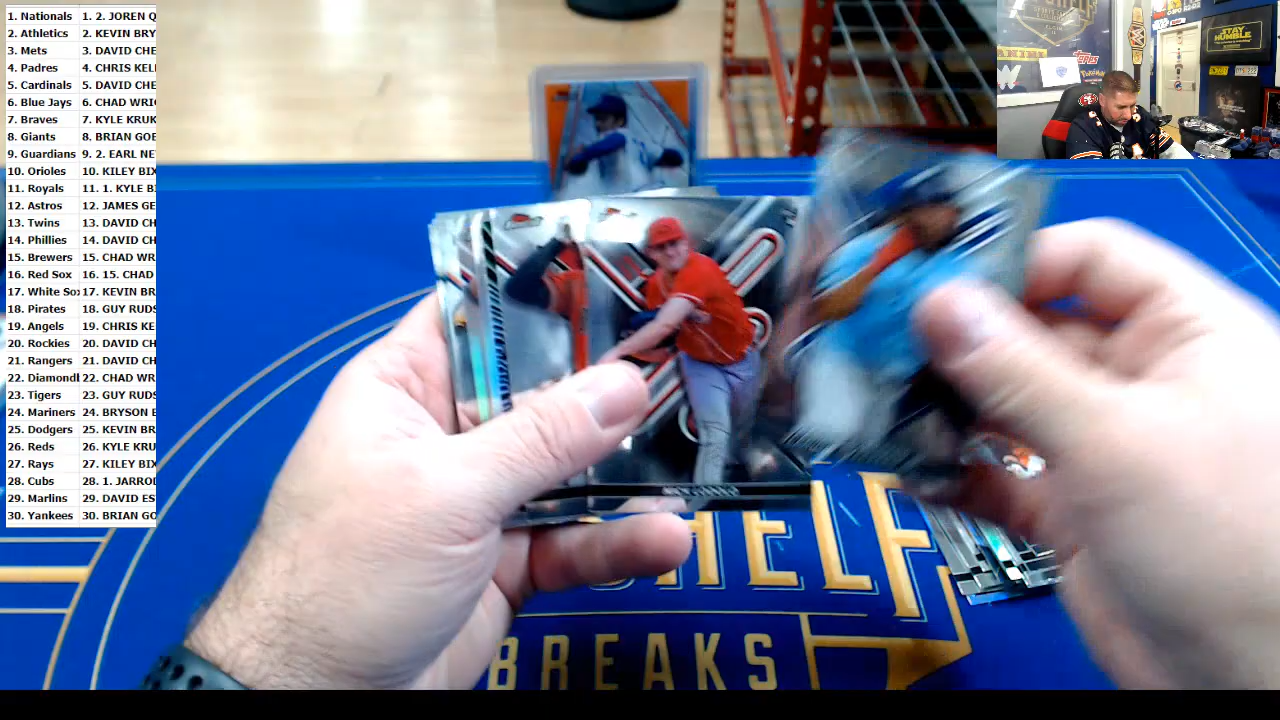 1. Nationals 1. 2. JOREN Q
2. Athletics 2. KEVIN BRY
3. Mets 3. DAVID CHE
4. Padres 4. CHRIS KEL
5. Cardinals 5. DAVID CHE
6. Blue Jays 6. CHAD WRI
7. Braves 7. KYLE KRUK
8. Giants 8. BRIAN GOE
9. Guardians 9. 2. EARL NE
10. Orioles 10. KILEY BIX
11. Royals 11. 1. KYLE B
12. Astros 12. JAMES GE
13. Twins 13. DAVID CH
14. Phillies 14. DAVID CH
15. Brewers 15. CHAD WR
16. Red Sox 16. 15. CHAD
17. White Sox 17. KEVIN BR
18. Pirates 18. GUY RUDS
19. Angels 19. CHRIS KE
20. Rockies 20. DAVID CH
21. Rangers 21. DAVID CH
22. Diamond 22. CHAD WR
23. Tigers 23. GUY RUDS
24. Mariners 24. BRYSON B
25. Dodgers 25. KEVIN BR
26. Reds 26. KYLE KRU
27. Rays 27. KILEY BIX
28. Cubs 28. 1. JARROL
29. Marlins 29. DAVID ES
30. Yankees 30. BRIAN GO
STAY
HUMBLE
PANINI
topps
HELF
BREAKS